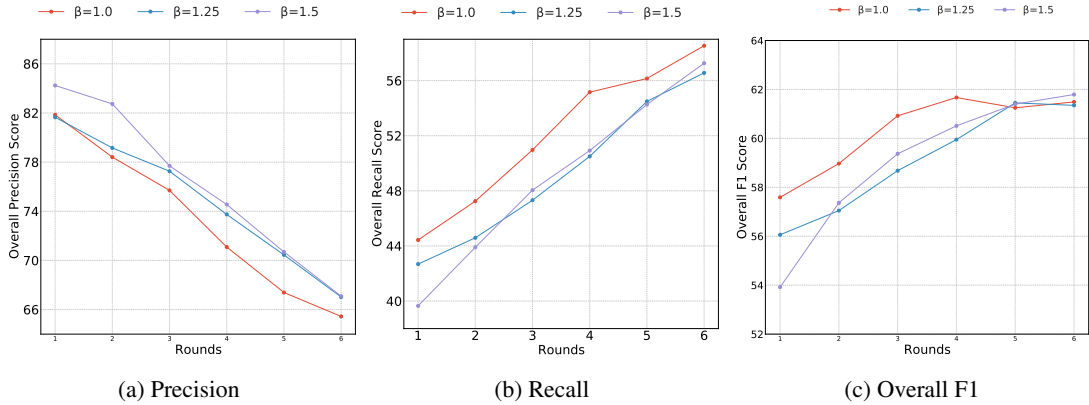 β=1.0 β=1.25 β=1.5
Overall Precision Score
86
82
78
74
70
66
1 2 3 4 5 6
Rounds
(a) Precision
β=1.0 β=1.25 β=1.5
Overall Recall Score
56
52
48
44
40
1 2 3 4 5 6
Rounds
(b) Recall
β=1.0 β=1.25 β=1.5
Overall F1 Score
64
62
60
58
56
54
52
1 2 3 4 5 6
Rounds
(c) Overall F1